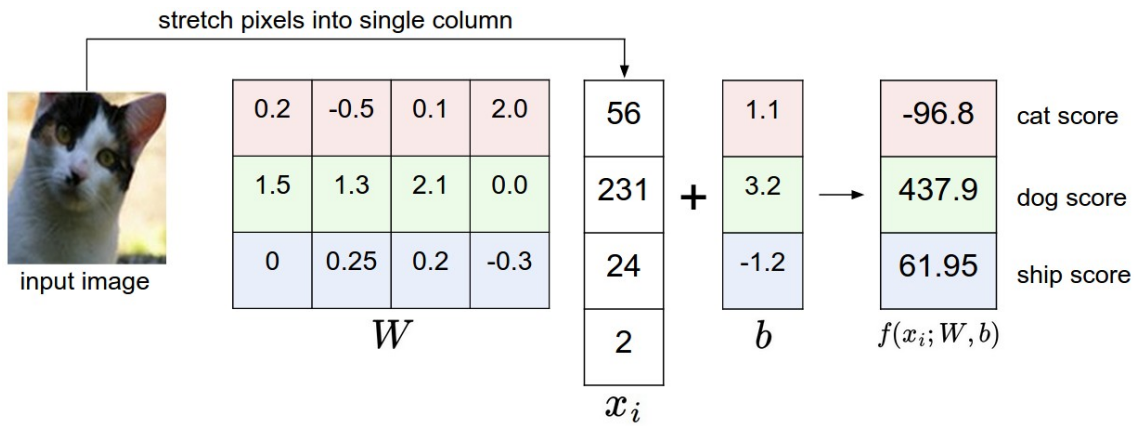 stretch pixels into single column
0.2 -0.5 0.1 2.0 56 1.1 -96.8 cat score
1.5 1.3 2.1 0.0 231 + 3.2 437.9 dog score
0 0.25 0.2 -0.3 24 -1.2 61.95 ship score
input image
W 2 b f(x_i; W, b)
x_i